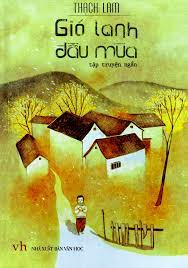 THẠCH LAM
Gió lạnh
đầu mùa
tập truyện ngắn
vh NHÀ XUẤT BẢN VĂN HỌC